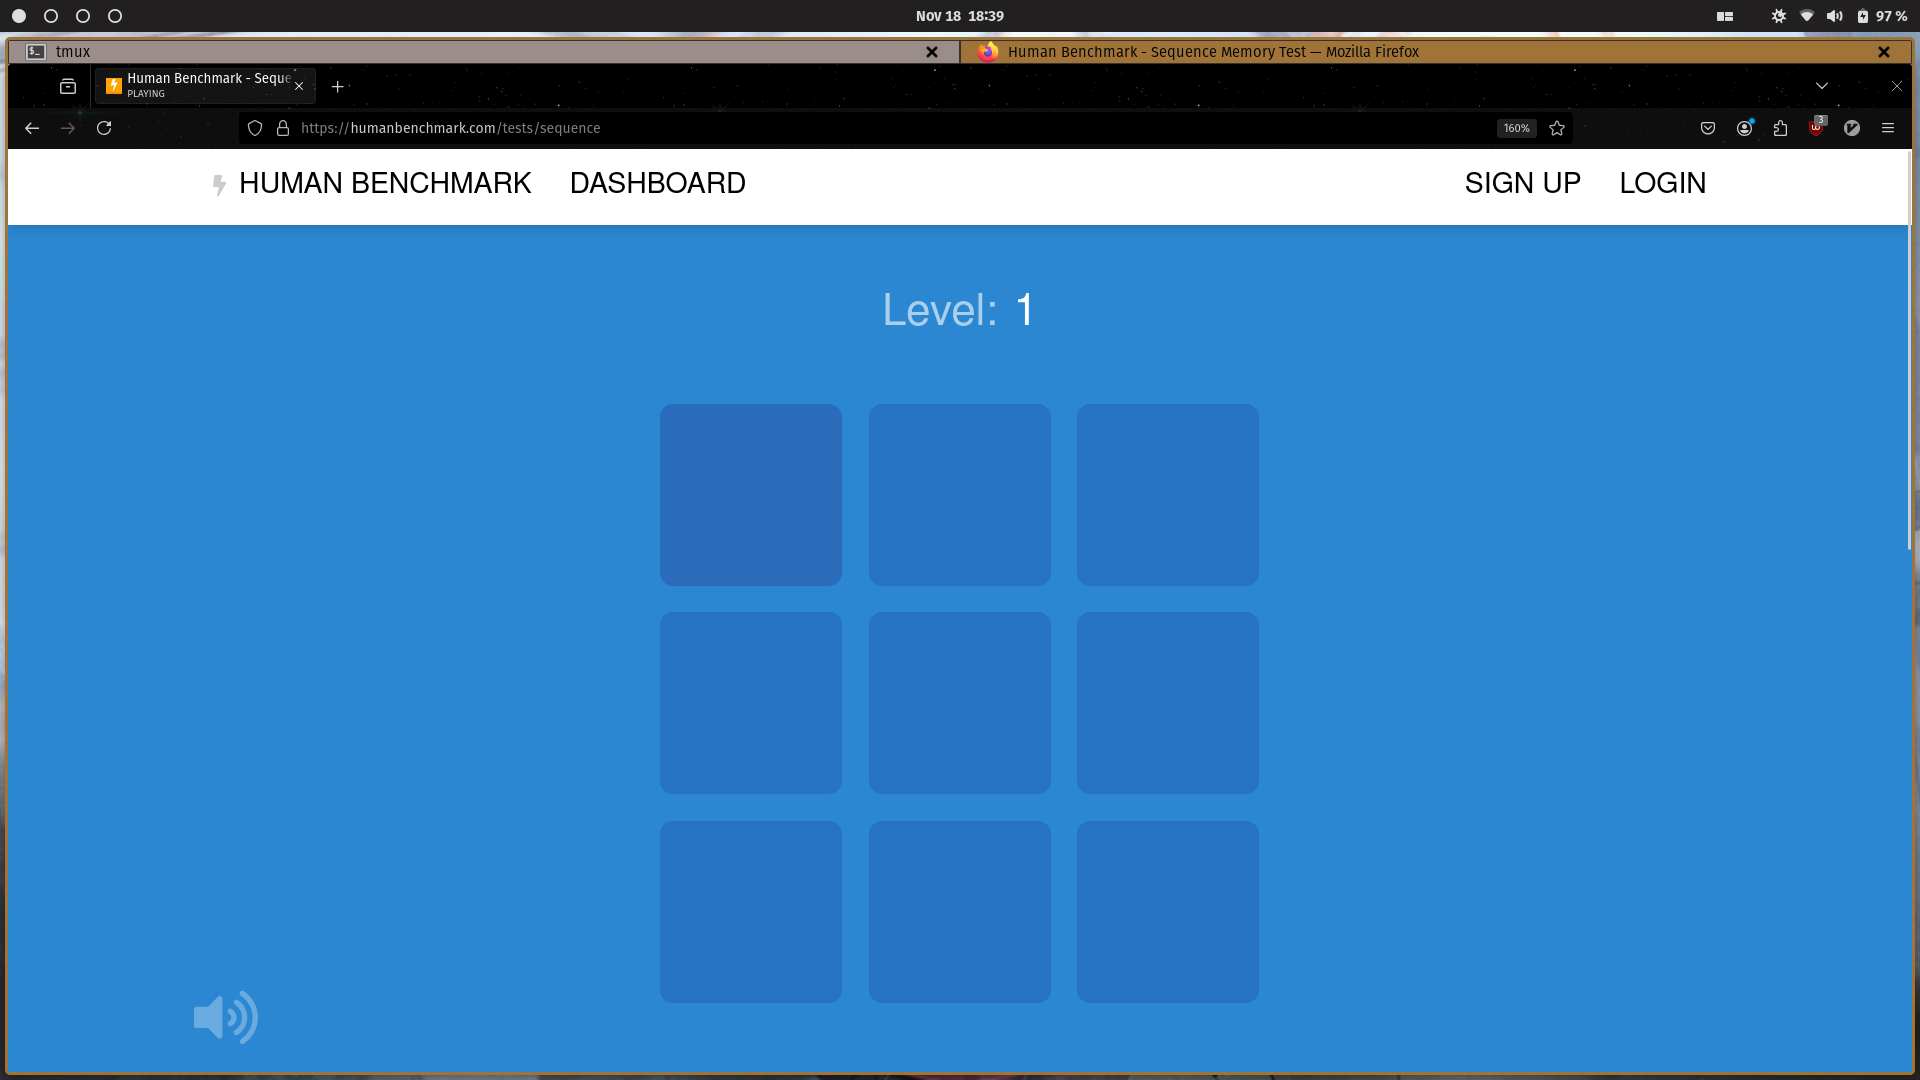 Nov 18 18:39
97 %
tmux
Human Benchmark - Sequence Memory Test — Mozilla Firefox
Human Benchmark - Seque
PLAYING
https://humanbenchmark.com/tests/sequence
160%
3
HUMAN BENCHMARK
DASHBOARD
SIGN UP
LOGIN
Level: 1